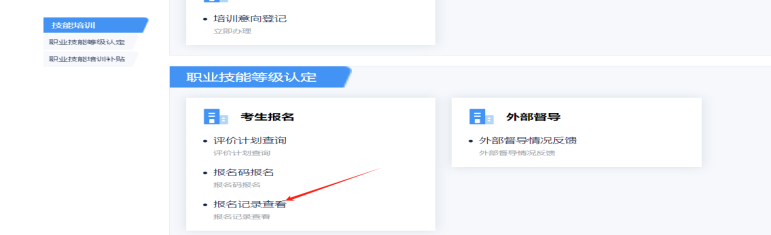 培训意向登记
立即办理
技能培训
职业技能等级认定
职业技能培训补贴
职业技能等级认定
考生报名
评价计划查询
评价计划查询
报名码报名
报名码报名
报名记录查看
报名记录查看
外部督导
外部督导情况反馈
外部督导情况反馈